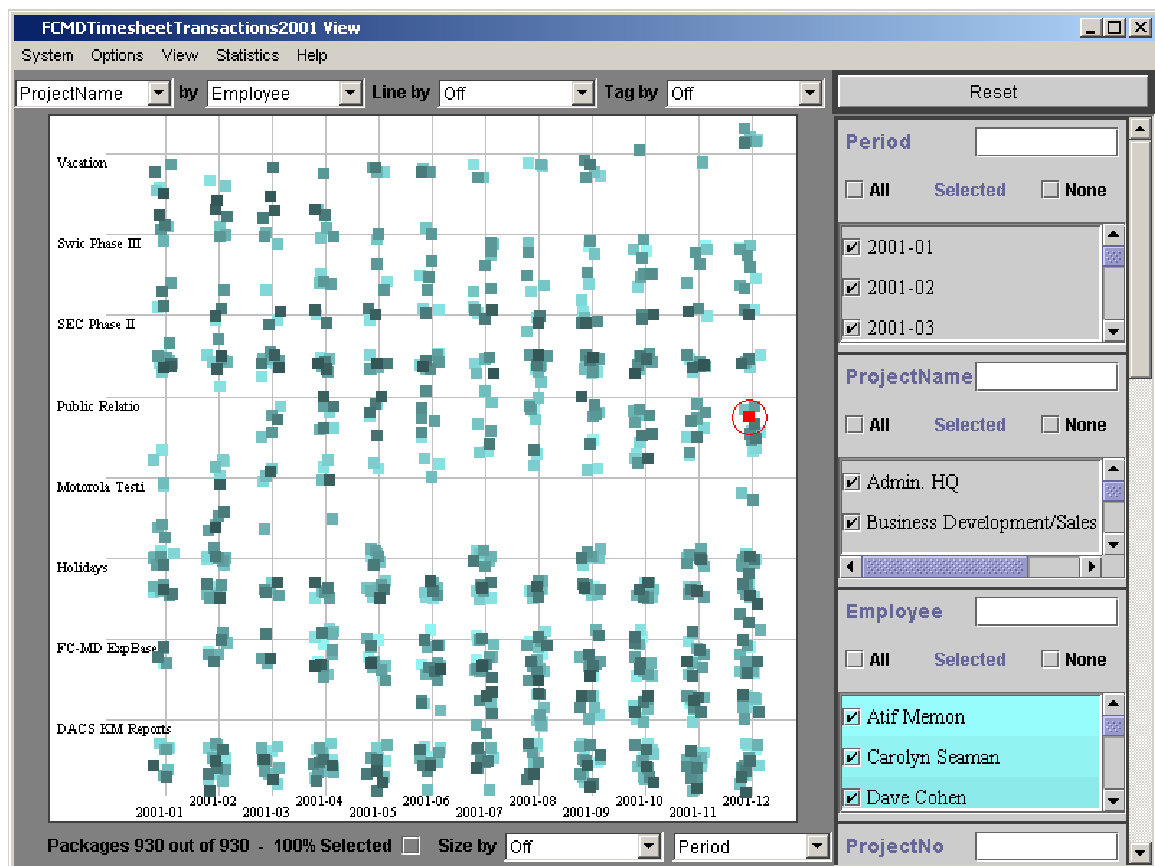 FCMDTimesheetTransactions2001 View
System Options View Statistics Help
ProjectName by Employee Line by Off Tag by Off
Reset
Vacation
Swic Phase III
SEC Phase II
Public Relatio
Motorola Testi
Holidays
FC-MD ExpBase
DACS KM Reports
2001-01
2001-02
2001-03
2001-04
2001-05
2001-06
2001-07
2001-08
2001-09
2001-10
2001-11
2001-12
Packages 930 out of 930 - 100% Selected Size by Off Period
Period
All Selected None
2001-01
2001-02
2001-03
ProjectName
All Selected None
Admin. HQ
Business Development/Sales
Employee
All Selected None
Atif Memon
Carolyn Seaman
Dave Cohen
ProjectNo